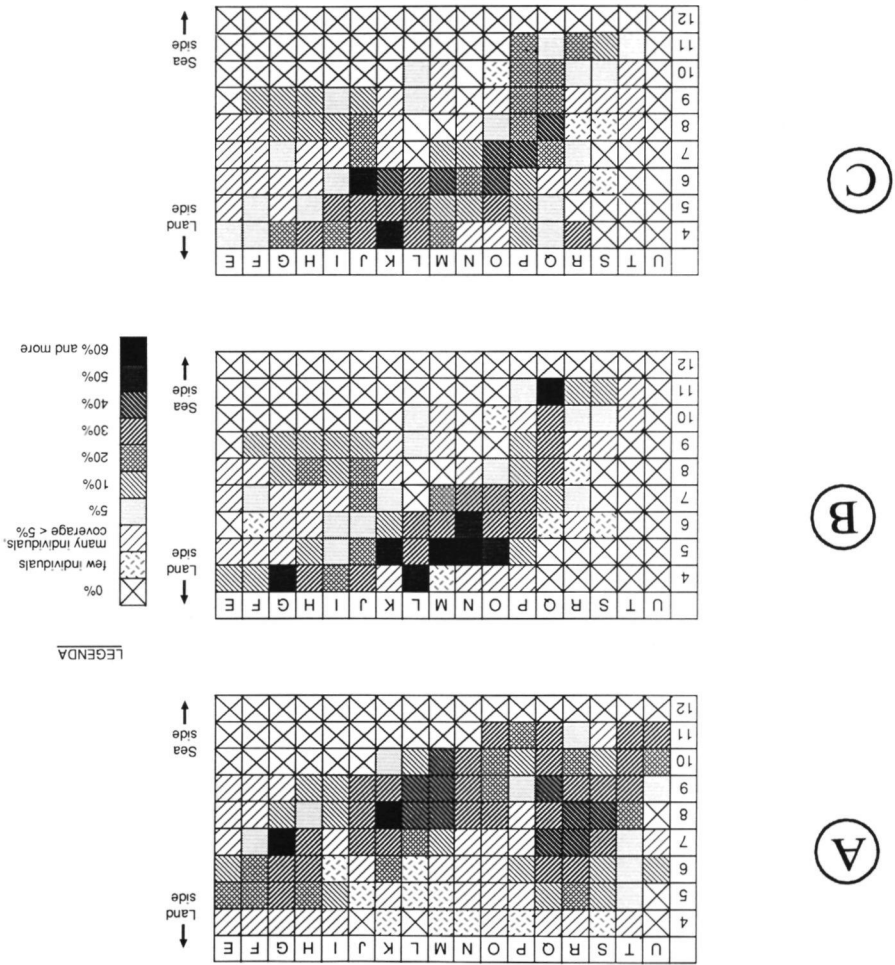 A
U T S R Q P O N M L K J I H G F E
4
5
6
7
8
9
10
11
12
Land
side
Sea
side
LEGENDA
0%
few individuals
many individuals,
coverage < 5%
5%
10%
20%
30%
40%
50%
60% and more
B
4
5
6
7
8
9
10
11
12
U T S R Q P O N M L K J I H G F E
Land
side
Sea
side
C
U T S R Q P O N M L K J I H G F E
4
5
6
7
8
9
10
11
12
Land
side
Sea
side